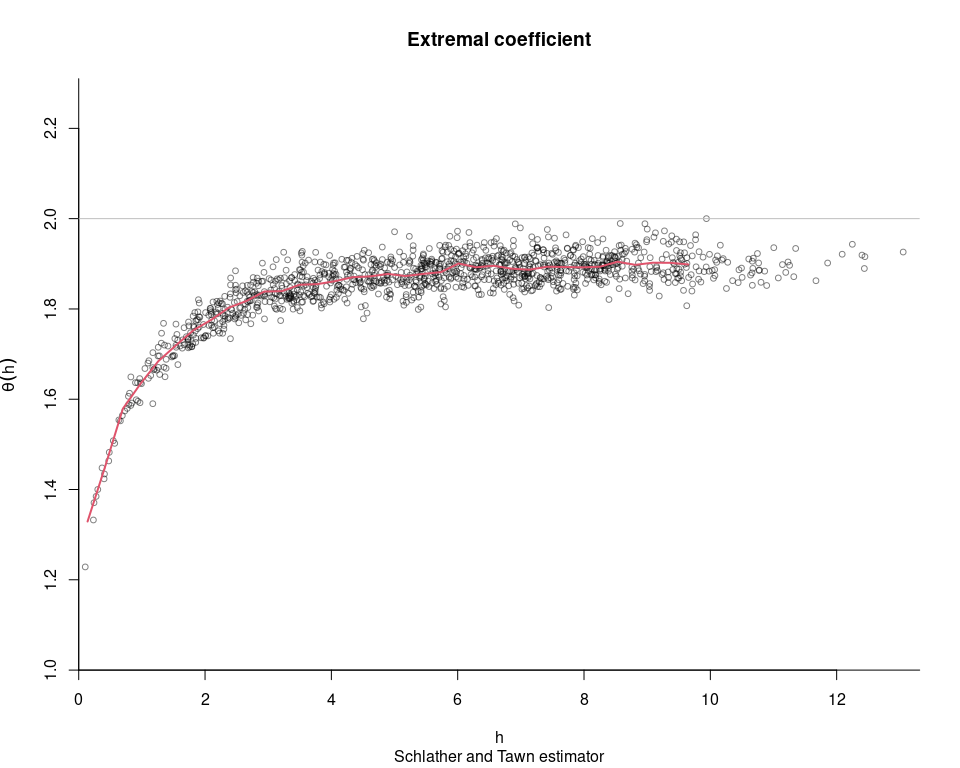 Extremal coefficient
2.2
2.0
1.8
1.6
1.4
1.2
1.0
θ(h)
0 2 4 6 8 10 12
h
Schlather and Tawn estimator